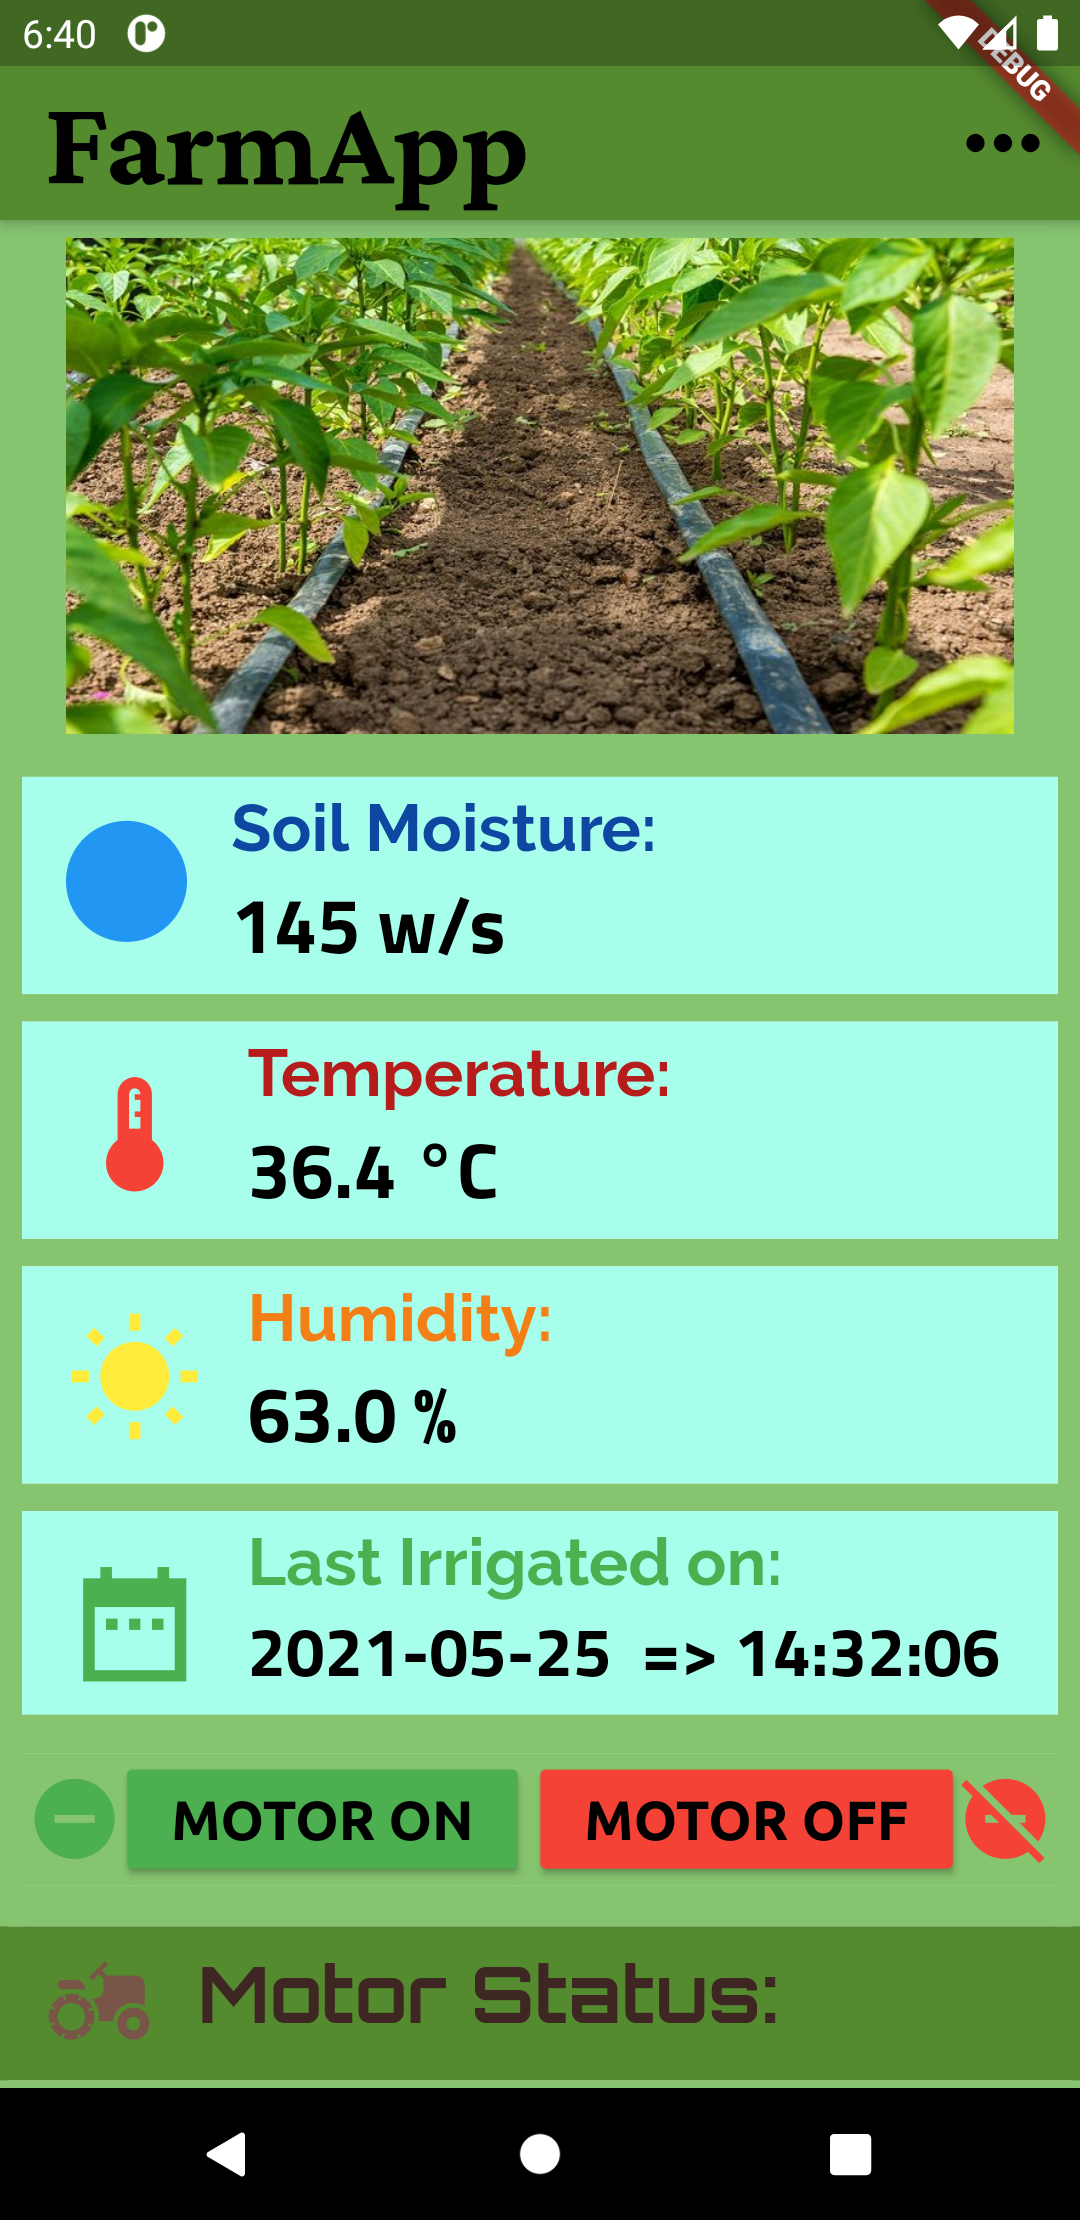 6:40
DEBUG
FarmApp
Soil Moisture:
145 w/s
Temperature:
36.4 °C
Humidity:
63.0 %
Last Irrigated on:
2021-05-25 => 14:32:06
MOTOR ON
MOTOR OFF
Motor Status: